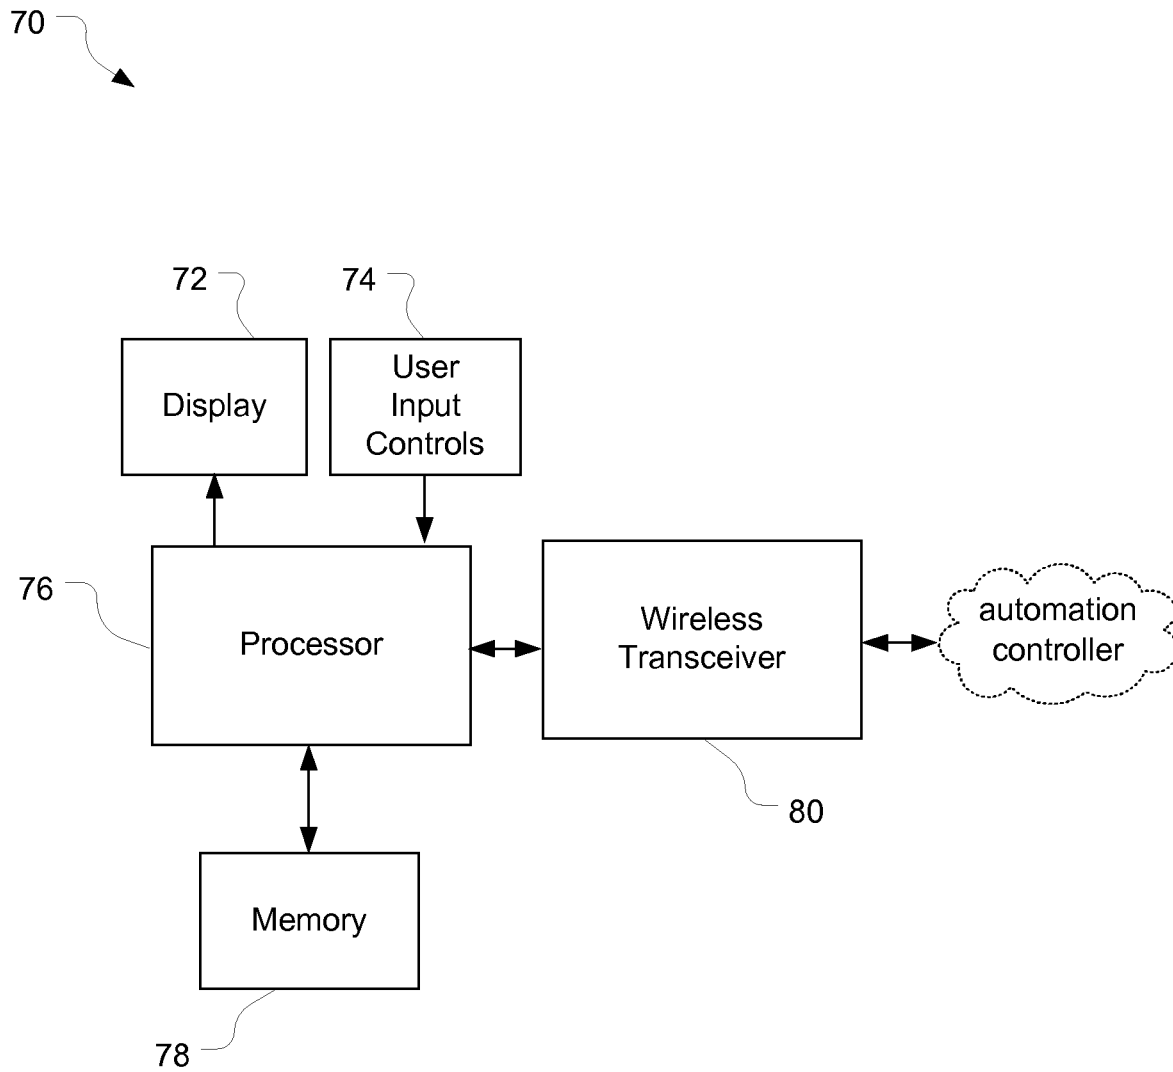 70
72
74
Display
User
Input
Controls
76
Processor
Wireless
Transceiver
automation
controller
80
Memory
78